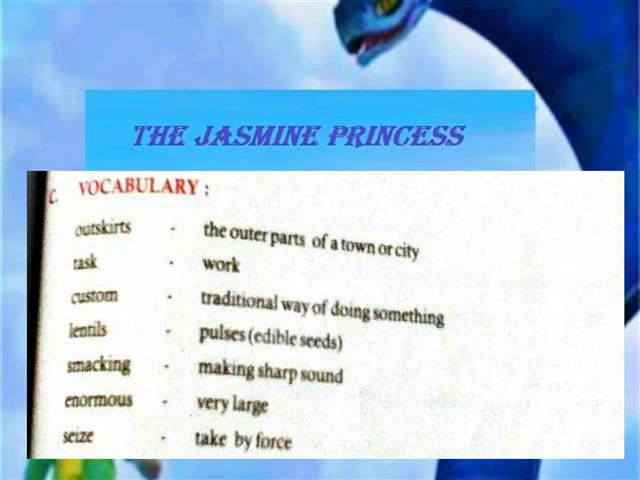 THE JASMINE PRINCESS
C. VOCABULARY :
outskirts - the outer parts of a town or city
task - work
custom - traditional way of doing something
lentils - pulses (edible seeds)
smacking - making sharp sound
enormous - very large
seize - take by force